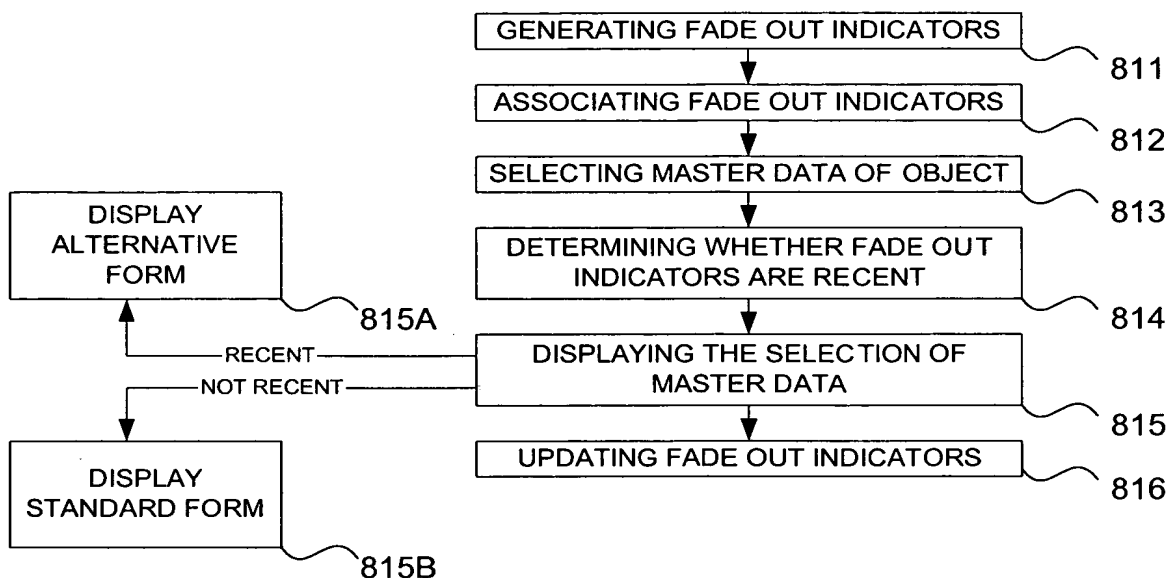 GENERATING FADE OUT INDICATORS
811
ASSOCIATING FADE OUT INDICATORS
812
SELECTING MASTER DATA OF OBJECT
813
DETERMINING WHETHER FADE OUT
INDICATORS ARE RECENT
814
DISPLAY
ALTERNATIVE
FORM
815A
RECENT
NOT RECENT
DISPLAYING THE SELECTION OF
MASTER DATA
815
DISPLAY
STANDARD FORM
815B
UPDATING FADE OUT INDICATORS
816